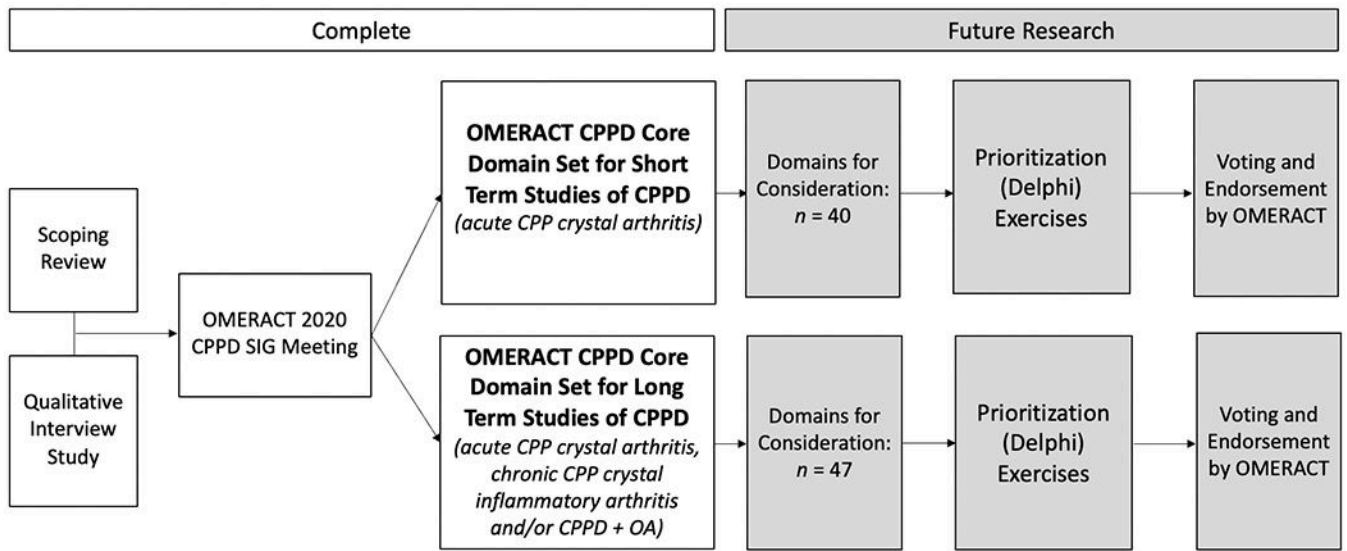 Complete
Future Research
Scoping
Review
Qualitative
Interview
Study
OMERACT 2020
CPPD SIG Meeting
OMERACT CPPD Core
Domain Set for Short
Term Studies of CPPD
(acute CPP crystal arthritis)
Domains for
Consideration:
n = 40
Prioritization
(Delphi)
Exercises
Voting and
Endorsement
by OMERACT
OMERACT CPPD Core
Domain Set for Long
Term Studies of CPPD
(acute CPP crystal arthritis,
chronic CPP crystal
inflammatory arthritis
and/or CPPD + OA)
Domains for
Consideration:
n = 47
Prioritization
(Delphi)
Exercises
Voting and
Endorsement
by OMERACT